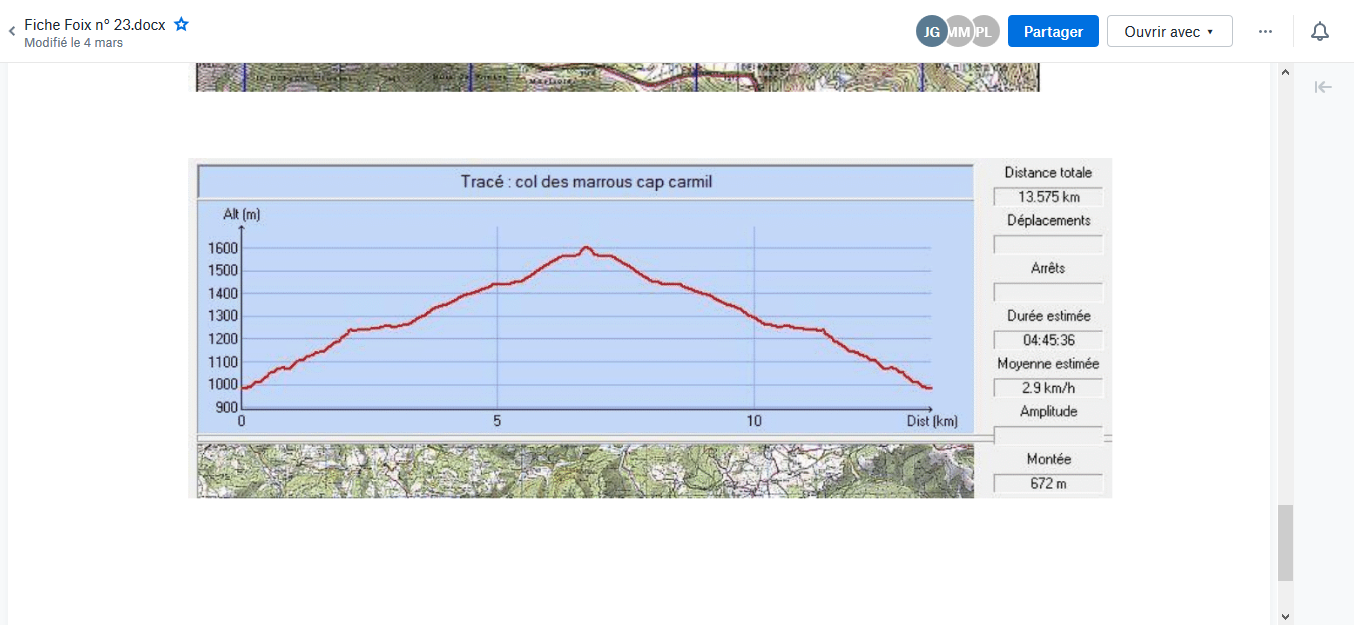 Fiche Foix n° 23.docx
Modifié le 4 mars
JG MM PL
Partager
Ouvrir avec
Tracé : col des marrous cap carmil
Alt (m)
1600
1500
1400
1300
1200
1100
1000
900
0 5 10 Dist (km)
Distance totale
13.575 km
Déplacements
Arrêts
Durée estimée
04:45:36
Moyenne estimée
2.9 km/h
Amplitude
Montée
672 m